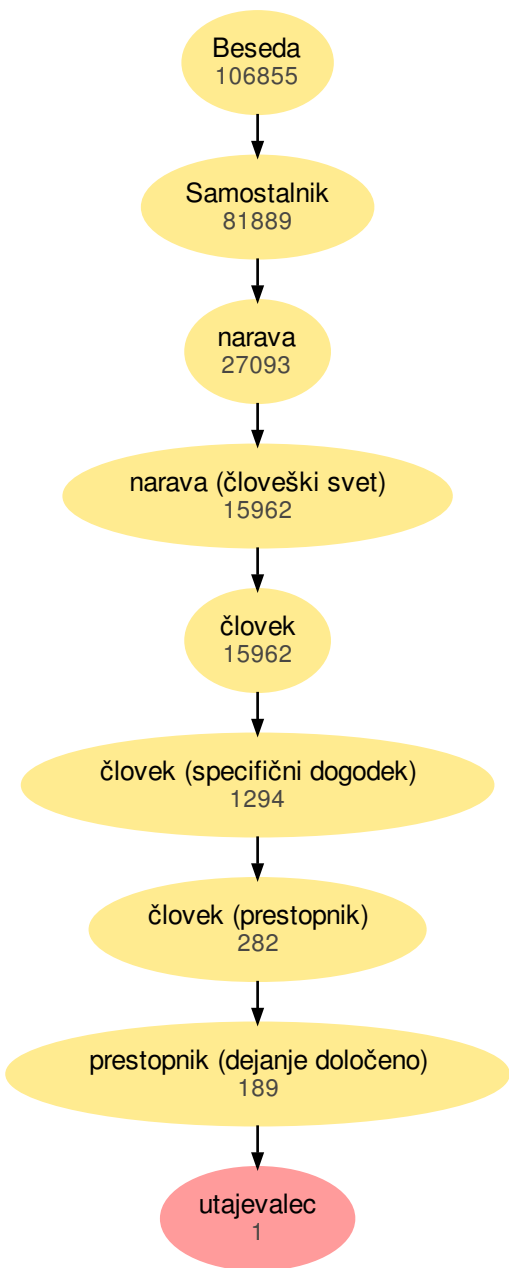 Beseda
106855
Samostalnik
81889
narava
27093
narava (človeški svet)
15962
človek
15962
človek (specifični dogodek)
1294
človek (prestopnik)
282
prestopnik (dejanje določeno)
189
utajevalec
1